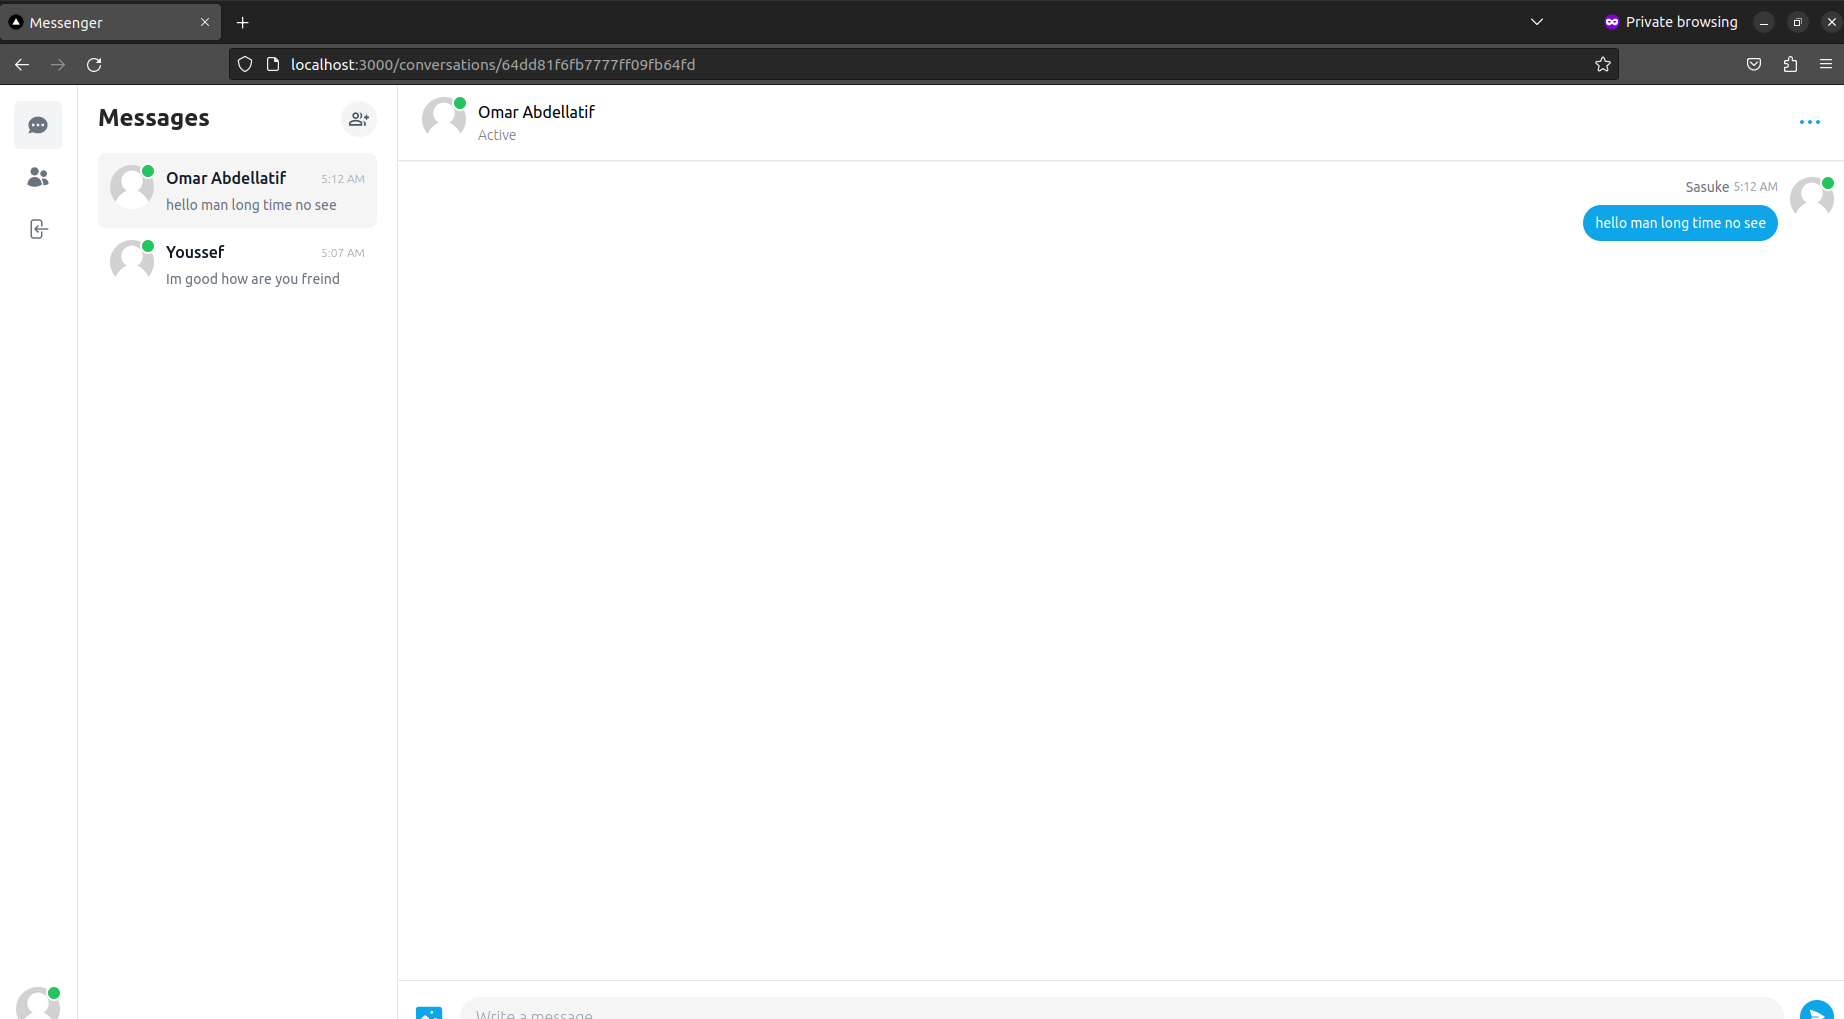 Messenger
Private browsing
localhost:3000/conversations/64dd81f6fb7777ff09fb64fd
Messages
Omar Abdellatif 5:12 AM
hello man long time no see
Youssef 5:07 AM
Im good how are you freind
Omar Abdellatif
Active
Sasuke 5:12 AM
hello man long time no see
Write a message